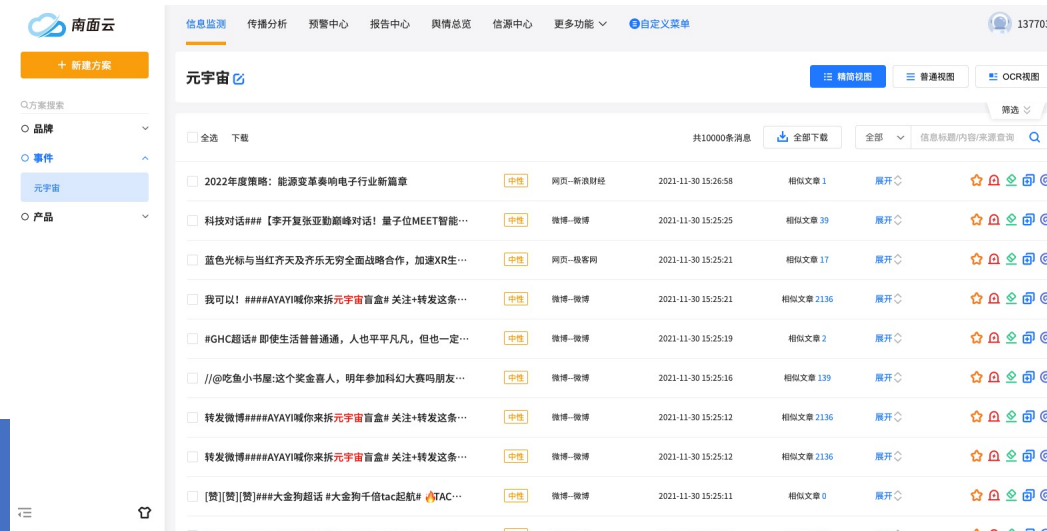 南面云
信息监测 传播分析 预警中心 报告中心 舆情总览 信源中心 更多功能 自定义菜单 137703
+ 新建方案
元宇宙 精简视图 普通视图 OCR视图
方案搜索 筛选
品牌
全选 下载 共10000条消息 全部下载 全部 信息标题/内容/来源查询
事件
元宇宙
产品
2022年度策略：能源变革奏响电子行业新篇章 中性 网页--新浪财经 2021-11-30 15:26:58 相似文章 1 展开
科技对话###【李开复张亚勤巅峰对话！量子位MEET智能… 中性 微博--微博 2021-11-30 15:25:25 相似文章 39 展开
蓝色光标与当红齐天及齐乐无穷全面战略合作，加速XR生… 中性 网页--极客网 2021-11-30 15:25:21 相似文章 17 展开
我可以！####AYAYI喊你来拆元宇宙盲盒# 关注+转发这条… 中性 微博--微博 2021-11-30 15:25:21 相似文章 2136 展开
#GHC超话# 即使生活普普通通，人也平平凡凡，但也一定… 中性 微博--微博 2021-11-30 15:25:19 相似文章 2 展开
//@吃鱼小书屋:这个奖金喜人，明年参加科幻大赛吗朋友… 中性 微博--微博 2021-11-30 15:25:16 相似文章 139 展开
转发微博####AYAYI喊你来拆元宇宙盲盒# 关注+转发这条… 中性 微博--微博 2021-11-30 15:25:12 相似文章 2136 展开
转发微博####AYAYI喊你来拆元宇宙盲盒# 关注+转发这条… 中性 微博--微博 2021-11-30 15:25:12 相似文章 2136 展开
[赞][赞][赞]###大金狗超话 #大金狗千倍tac起航# 🔥TAC… 中性 微博--微博 2021-11-30 15:25:11 相似文章 0 展开